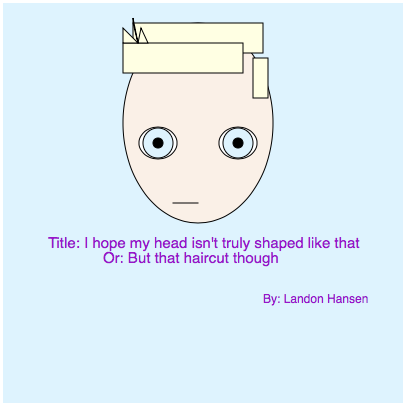 Title: I hope my head isn't truly shaped like that
Or: But that haircut though
By: Landon Hansen